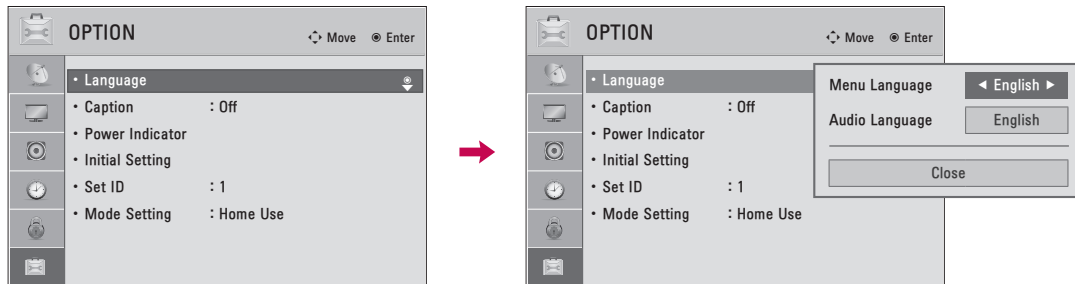 OPTION
Move Enter
• Language
• Caption : Off
• Power Indicator
• Initial Setting
• Set ID : 1
• Mode Setting : Home Use
OPTION
Move Enter
• Language
• Caption : Off
• Power Indicator
• Initial Setting
• Set ID : 1
• Mode Setting : Home Use
Menu Language ◄ English ►
Audio Language English
Close